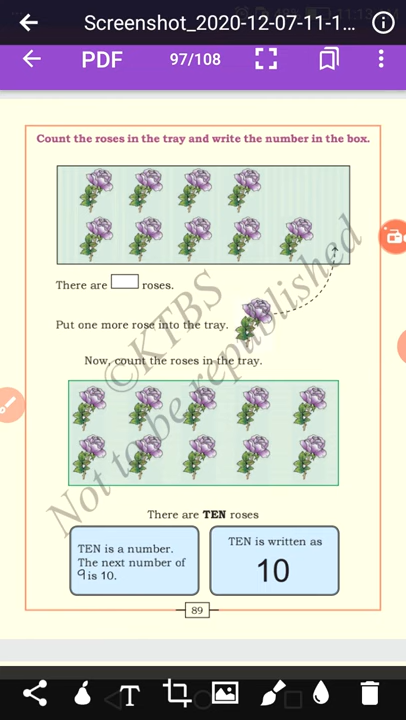 Screenshot_2020-12-07-11-1...
PDF 97/108
Count the roses in the tray and write the number in the box.
There are roses.
Put one more rose into the tray.
Now, count the roses in the tray.
©KTBS
Not to be republished
There are TEN roses
TEN is a number.
The next number of
9 is 10.
TEN is written as
10
89
T